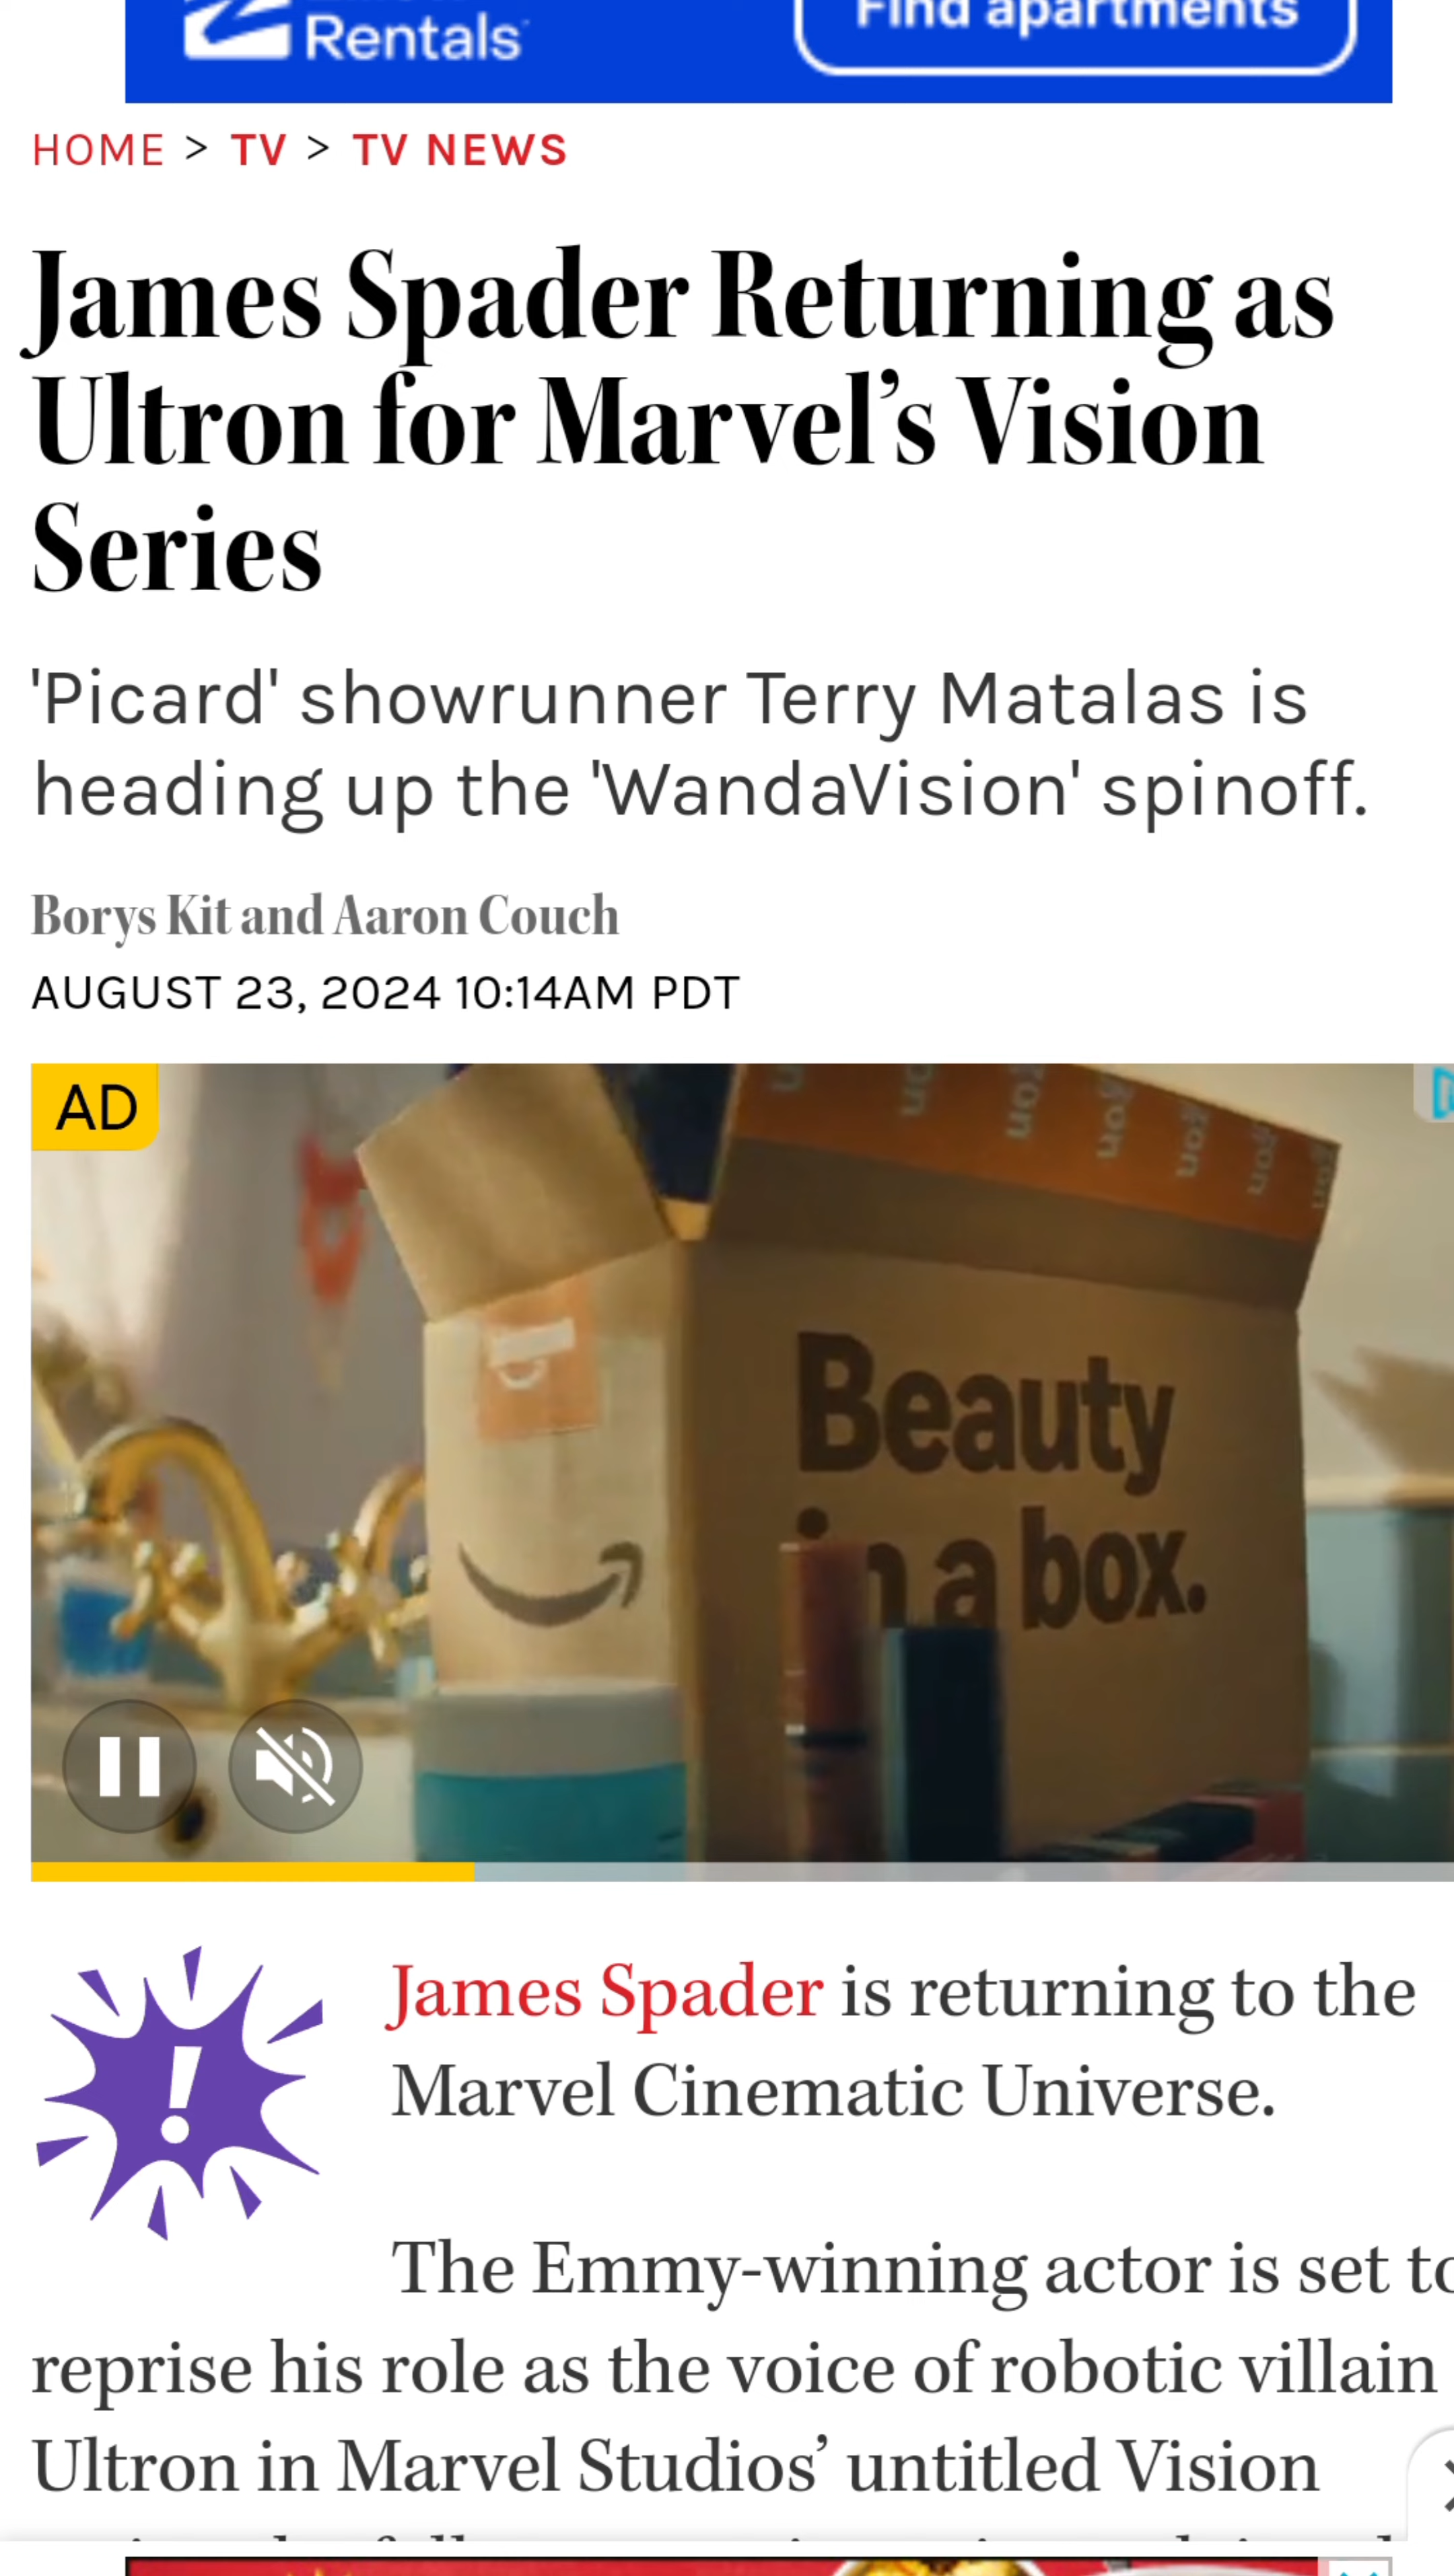 Rentals
Find apartments
HOME > TV > TV NEWS
James Spader Returning as
Ultron for Marvel’s Vision
Series
'Picard' showrunner Terry Matalas is
heading up the 'WandaVision' spinoff.
Borys Kit and Aaron Couch
AUGUST 23, 2024 10:14AM PDT
AD
Beauty
in a box.
!
James Spader is returning to the
Marvel Cinematic Universe.
The Emmy-winning actor is set to
reprise his role as the voice of robotic villain
Ultron in Marvel Studios’ untitled Vision